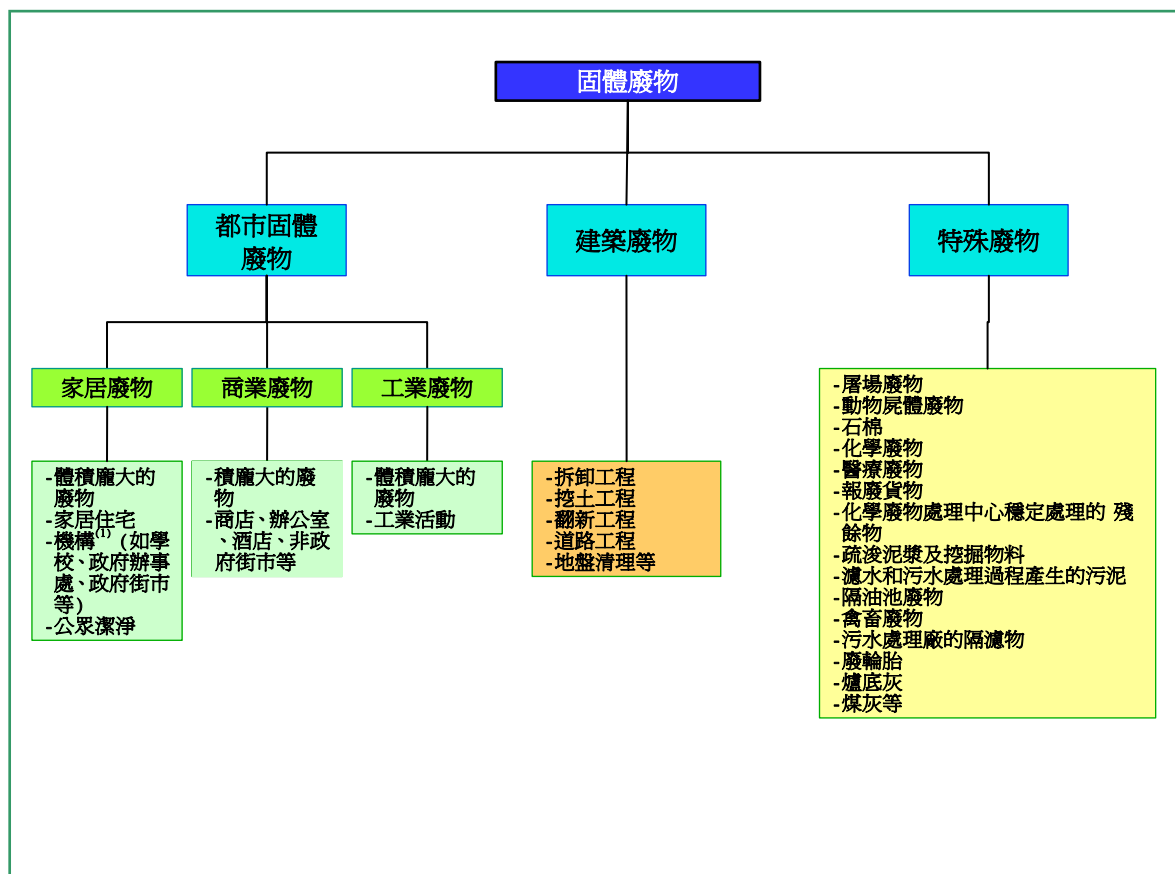 固體廢物
都市固體
廢物
建築廢物
特殊廢物
家居廢物
商業廢物
工業廢物
-體積龐大的
廢物
-家居住宅
-機構(1) (如學
校、政府辦事
處、政府街市
等)
-公眾潔淨
-積龐大的廢
物
-商店、辦公室
、酒店、非政
府街市等
-體積龐大的
廢物
-工業活動
-拆卸工程
-挖土工程
-翻新工程
-道路工程
-地盤清理等
-屠場廢物
-動物屍體廢物
-石棉
-化學廢物
-醫療廢物
-報廢貨物
-化學廢物處理中心穩定處理的 殘
餘物
-疏浚泥漿及挖掘物料
-濾水和污水處理過程產生的污泥
-隔油池廢物
-禽畜廢物
-污水處理廠的隔濾物
-廢輪胎
-爐底灰
-煤灰等